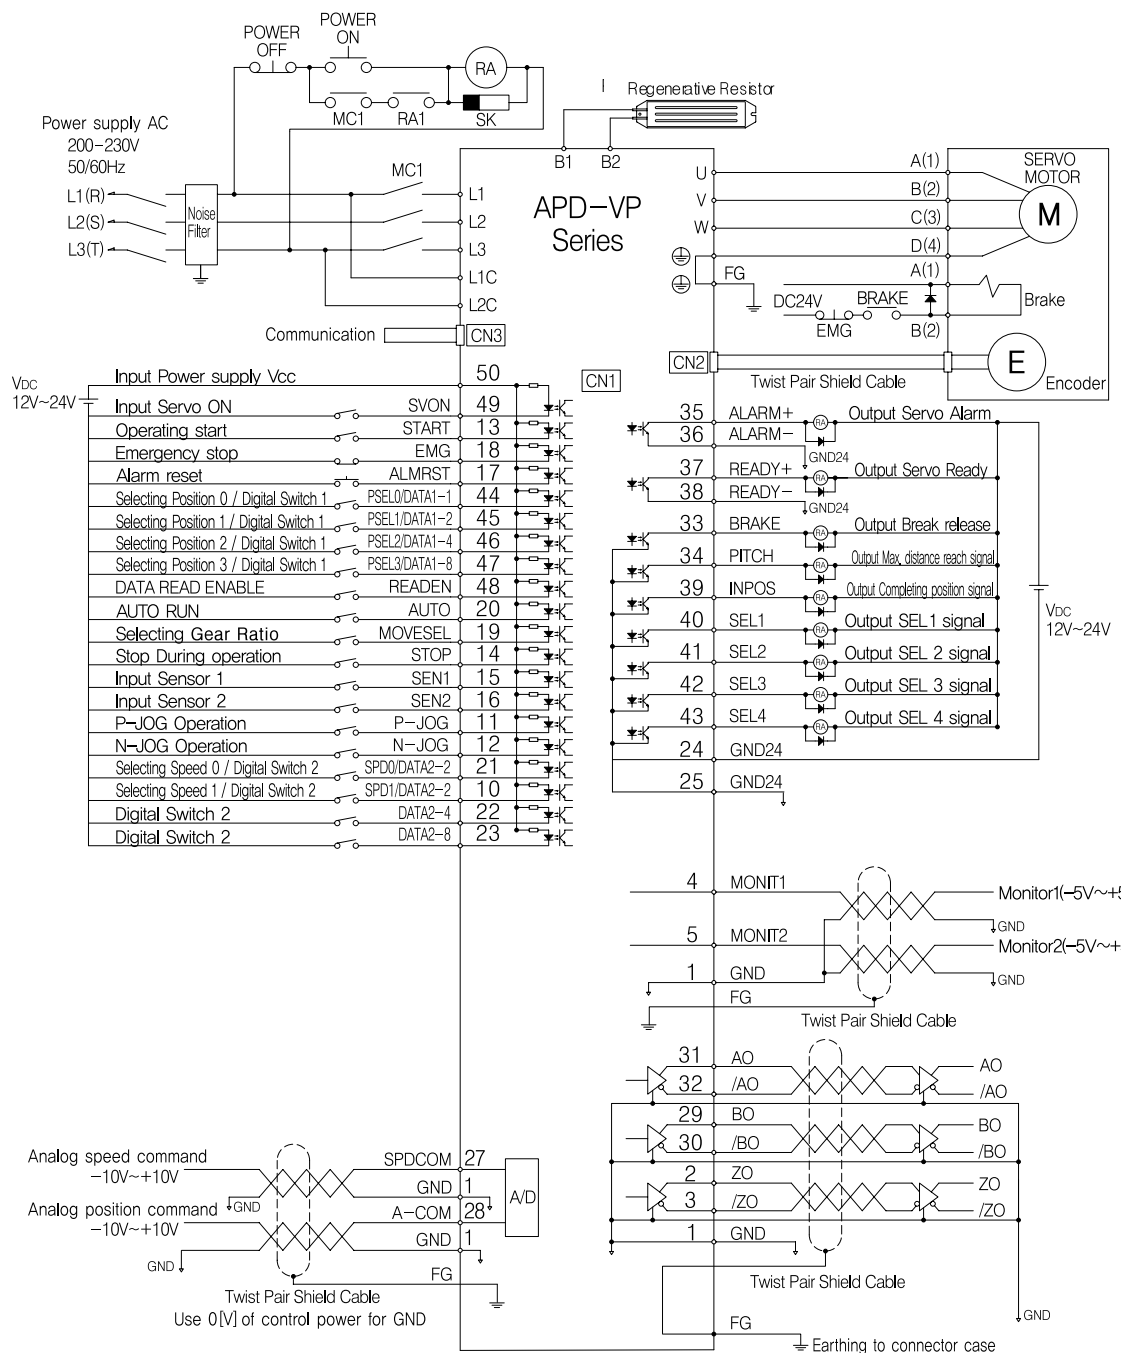 POWER OFF
POWER ON
RA
MC1
RA1
SK
I
Regenerative Resistor
Power supply AC
200-230V
50/60Hz
B1
B2
MC1
L1(R)
L2(S)
L3(T)
Noise Filter
L1
L2
L3
L1C
L2C
APD-VP
Series
U
V
W
FG
A(1)
B(2)
C(3)
D(4)
SERVO MOTOR
M
A(1)
DC24V
BRAKE
EMG
B(2)
Brake
Communication
CN3
CN2
Twist Pair Shield Cable
E
Encoder
VDC
12V~24V
CN1
Input Power supply Vcc 50
Input Servo ON SVON 49
Operating start START 13
Emergency stop EMG 18
Alarm reset ALMRST 17
Selecting Position 0 / Digital Switch 1 PSEL0/DATA1-1 44
Selecting Position 1 / Digital Switch 1 PSEL1/DATA1-2 45
Selecting Position 2 / Digital Switch 1 PSEL2/DATA1-4 46
Selecting Position 3 / Digital Switch 1 PSEL3/DATA1-8 47
DATA READ ENABLE READEN 48
AUTO RUN AUTO 20
Selecting Gear Ratio MOVESEL 19
Stop During operation STOP 14
Input Sensor 1 SEN1 15
Input Sensor 2 SEN2 16
P-JOG Operation P-JOG 11
N-JOG Operation N-JOG 12
Selecting Speed 0 / Digital Switch 2 SPD0/DATA2-2 21
Selecting Speed 1 / Digital Switch 2 SPD1/DATA2-2 10
Digital Switch 2 DATA2-4 22
Digital Switch 2 DATA2-8 23
35 ALARM+ RA Output Servo Alarm
36 ALARM- GND24
37 READY+ RA Output Servo Ready
38 READY- GND24
33 BRAKE RA Output Break release
34 PITCH RA Output Max, distance reach signal
39 INPOS RA Output Completing position signal
40 SEL1 RA Output SEL1 signal
41 SEL2 RA Output SEL 2 signal
42 SEL3 RA Output SEL 3 signal
43 SEL4 RA Output SEL 4 signal
24 GND24
25 GND24
VDC
12V~24V
4 MONIT1 Monitor1(-5V~+5
GND
5 MONIT2 Monitor2(-5V~+
1 GND GND
FG
Twist Pair Shield Cable
31 AO AO
32 /AO /AO
29 BO BO
30 /BO /BO
2 ZO ZO
3 /ZO /ZO
1 GND
Twist Pair Shield Cable
GND
FG
Earthing to connector case
Analog speed command
-10V~+10V
SPDCOM 27
GND
GND 1
A/D
Analog position command
-10V~+10V
A-COM 28
GND 1
GND
FG
Twist Pair Shield Cable
Use 0[V] of control power for GND